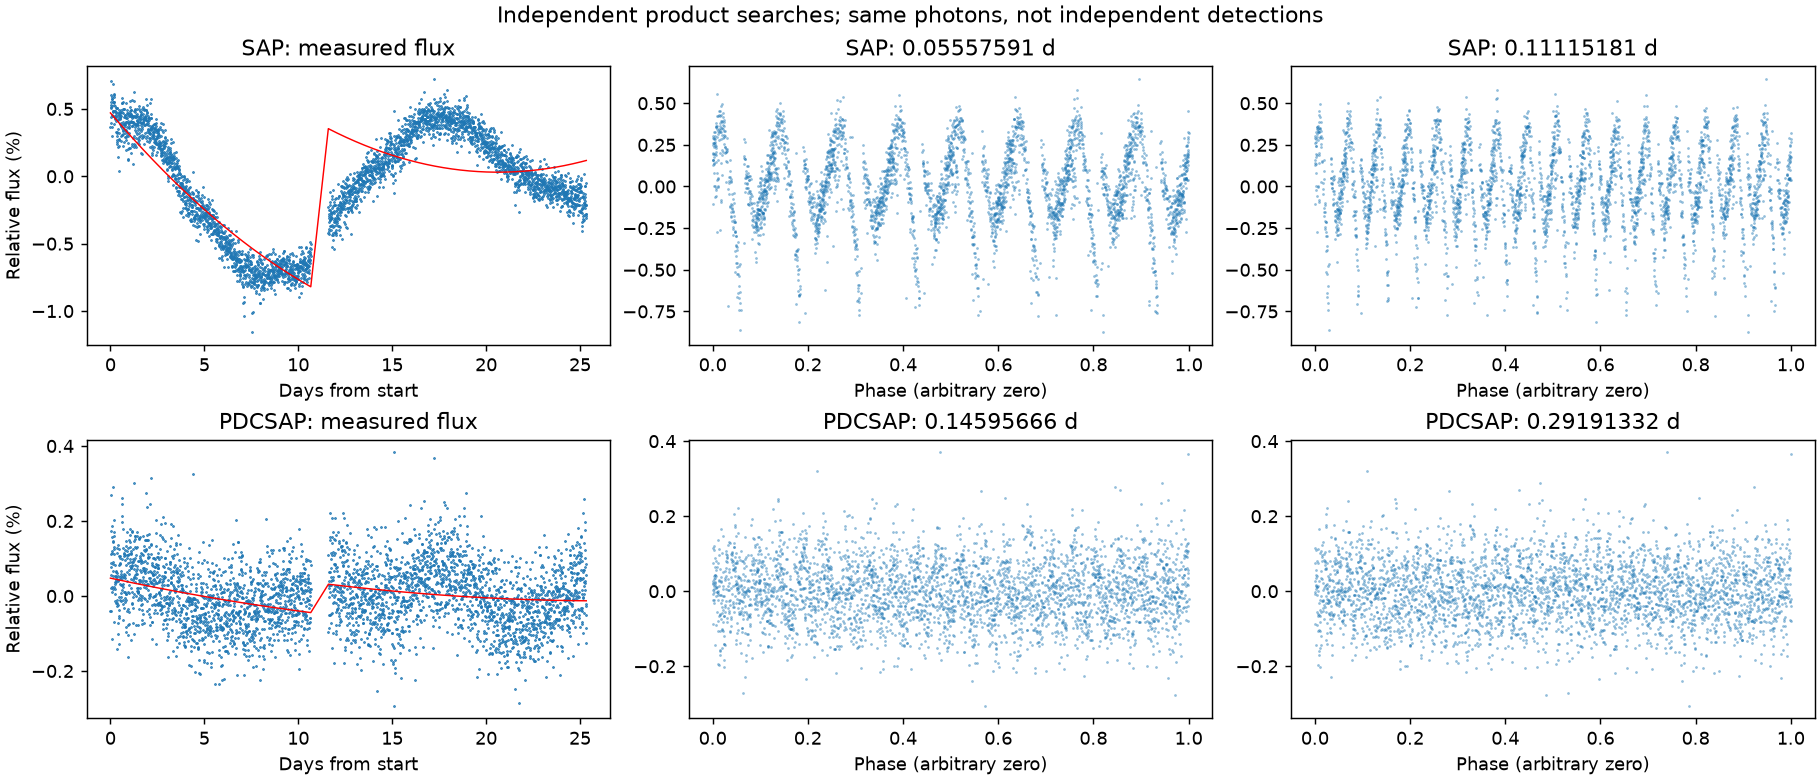 Independent product searches; same photons, not independent detections
SAP: measured flux
SAP: 0.05557591 d
SAP: 0.11115181 d
Relative flux (%)
0.5
0.0
−0.5
−1.0
0.50
0.25
0.00
−0.25
−0.50
−0.75
0.50
0.25
0.00
−0.25
−0.50
−0.75
0 5 10 15 20 25
0.0 0.2 0.4 0.6 0.8 1.0
0.0 0.2 0.4 0.6 0.8 1.0
Days from start
Phase (arbitrary zero)
Phase (arbitrary zero)
PDCSAP: measured flux
PDCSAP: 0.14595666 d
PDCSAP: 0.29191332 d
Relative flux (%)
0.4
0.2
0.0
−0.2
0.4
0.2
0.0
−0.2
0.4
0.2
0.0
−0.2
0 5 10 15 20 25
0.0 0.2 0.4 0.6 0.8 1.0
0.0 0.2 0.4 0.6 0.8 1.0
Days from start
Phase (arbitrary zero)
Phase (arbitrary zero)